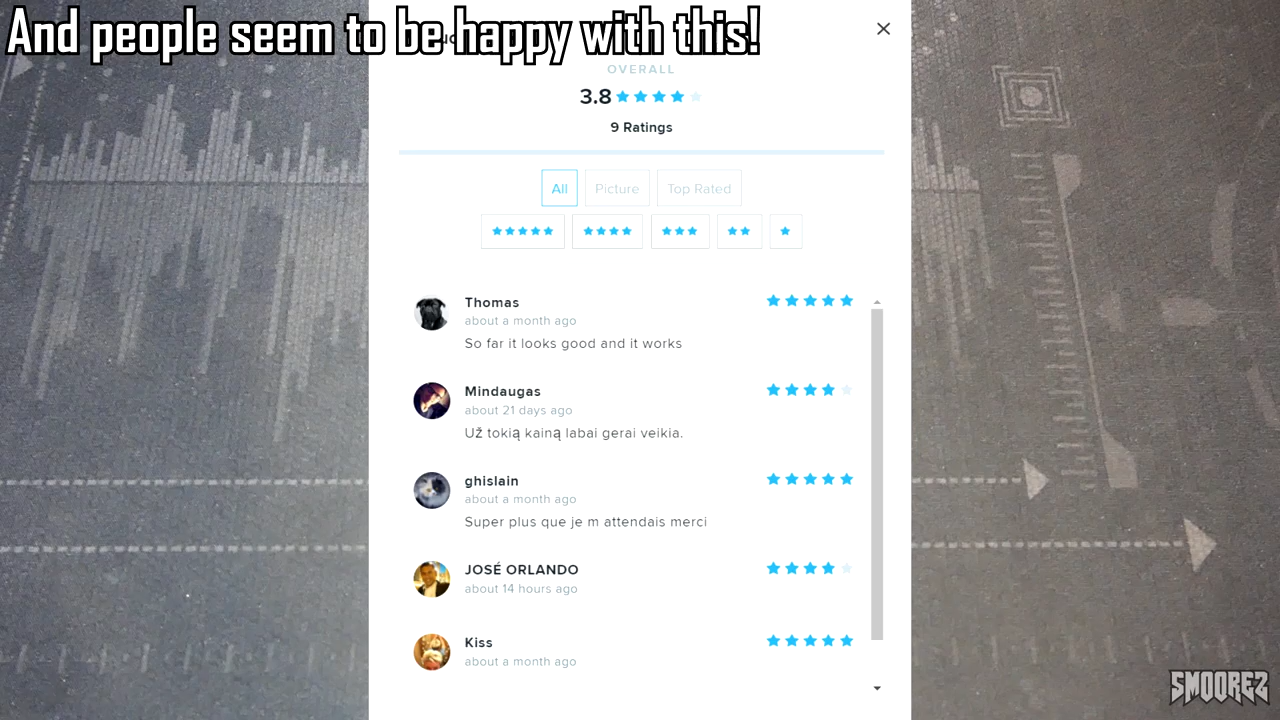 And people seem to be happy with this!
OVERALL
3.8
9 Ratings
All Picture Top Rated
Thomas
about a month ago
So far it looks good and it works
Mindaugas
about 21 days ago
Už tokią kainą labai gerai veikia.
ghislain
about a month ago
Super plus que je m attendais merci
JOSÉ ORLANDO
about 14 hours ago
Kiss
about a month ago
SMOOREZ